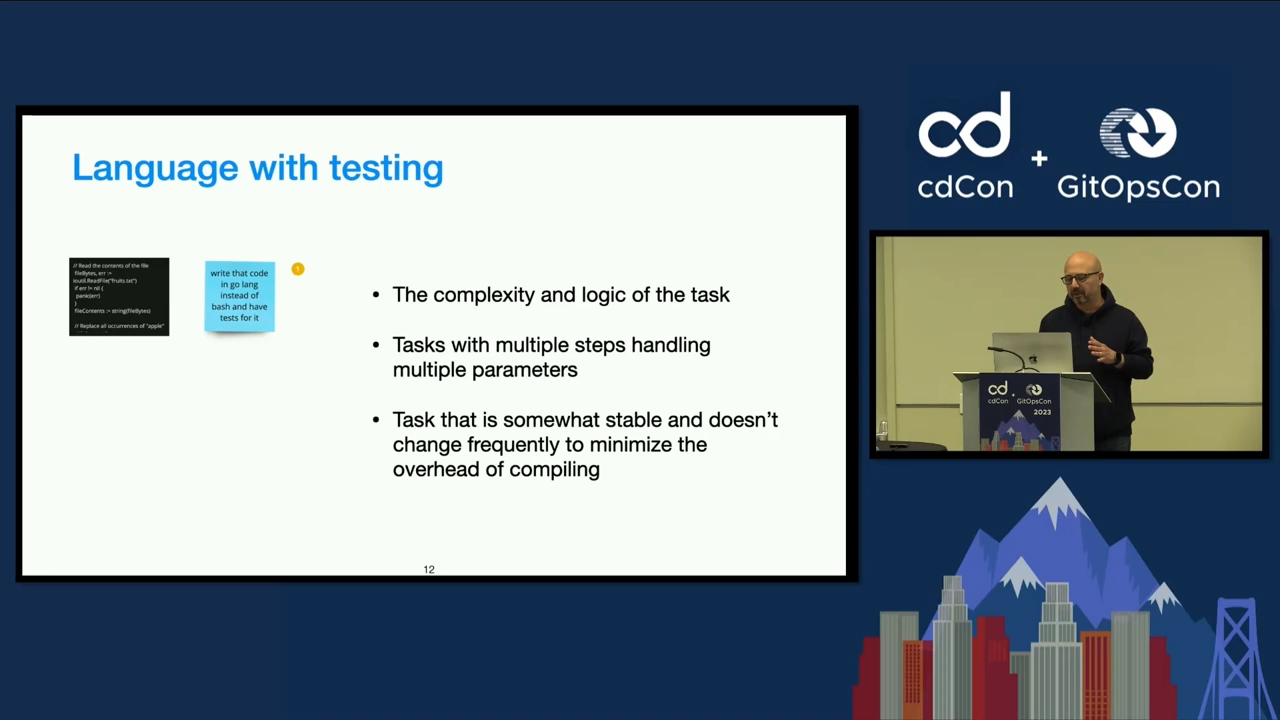 Language with testing
// Read the contents of the file
fileBytes, err :=
ioutil.ReadFile("fruits.txt")
if err != nil {
panic(err)
}
fileContents := string(fileBytes)
// Replace all occurrences of "apple"
write that code
in go lang
instead of
bash and have
tests for it
1
• The complexity and logic of the task
• Tasks with multiple steps handling
multiple parameters
• Task that is somewhat stable and doesn't
change frequently to minimize the
overhead of compiling
12
cd
cdCon
+
GitOpsCon
cd
cdCon
+
GitOpsCon
2023